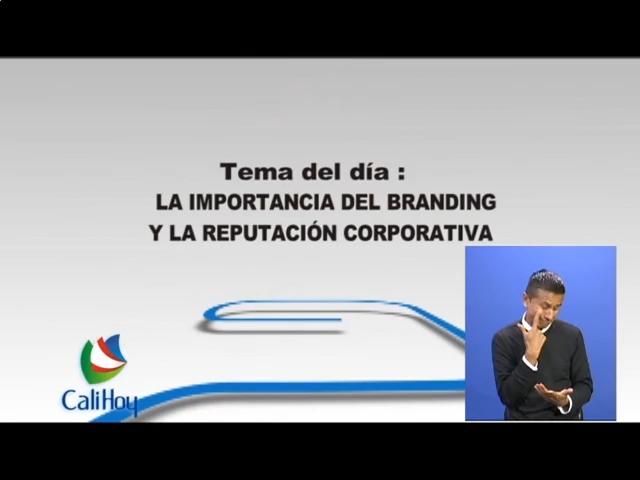 Tema del día :
LA IMPORTANCIA DEL BRANDING
Y LA REPUTACIÓN CORPORATIVA
CaliHoy